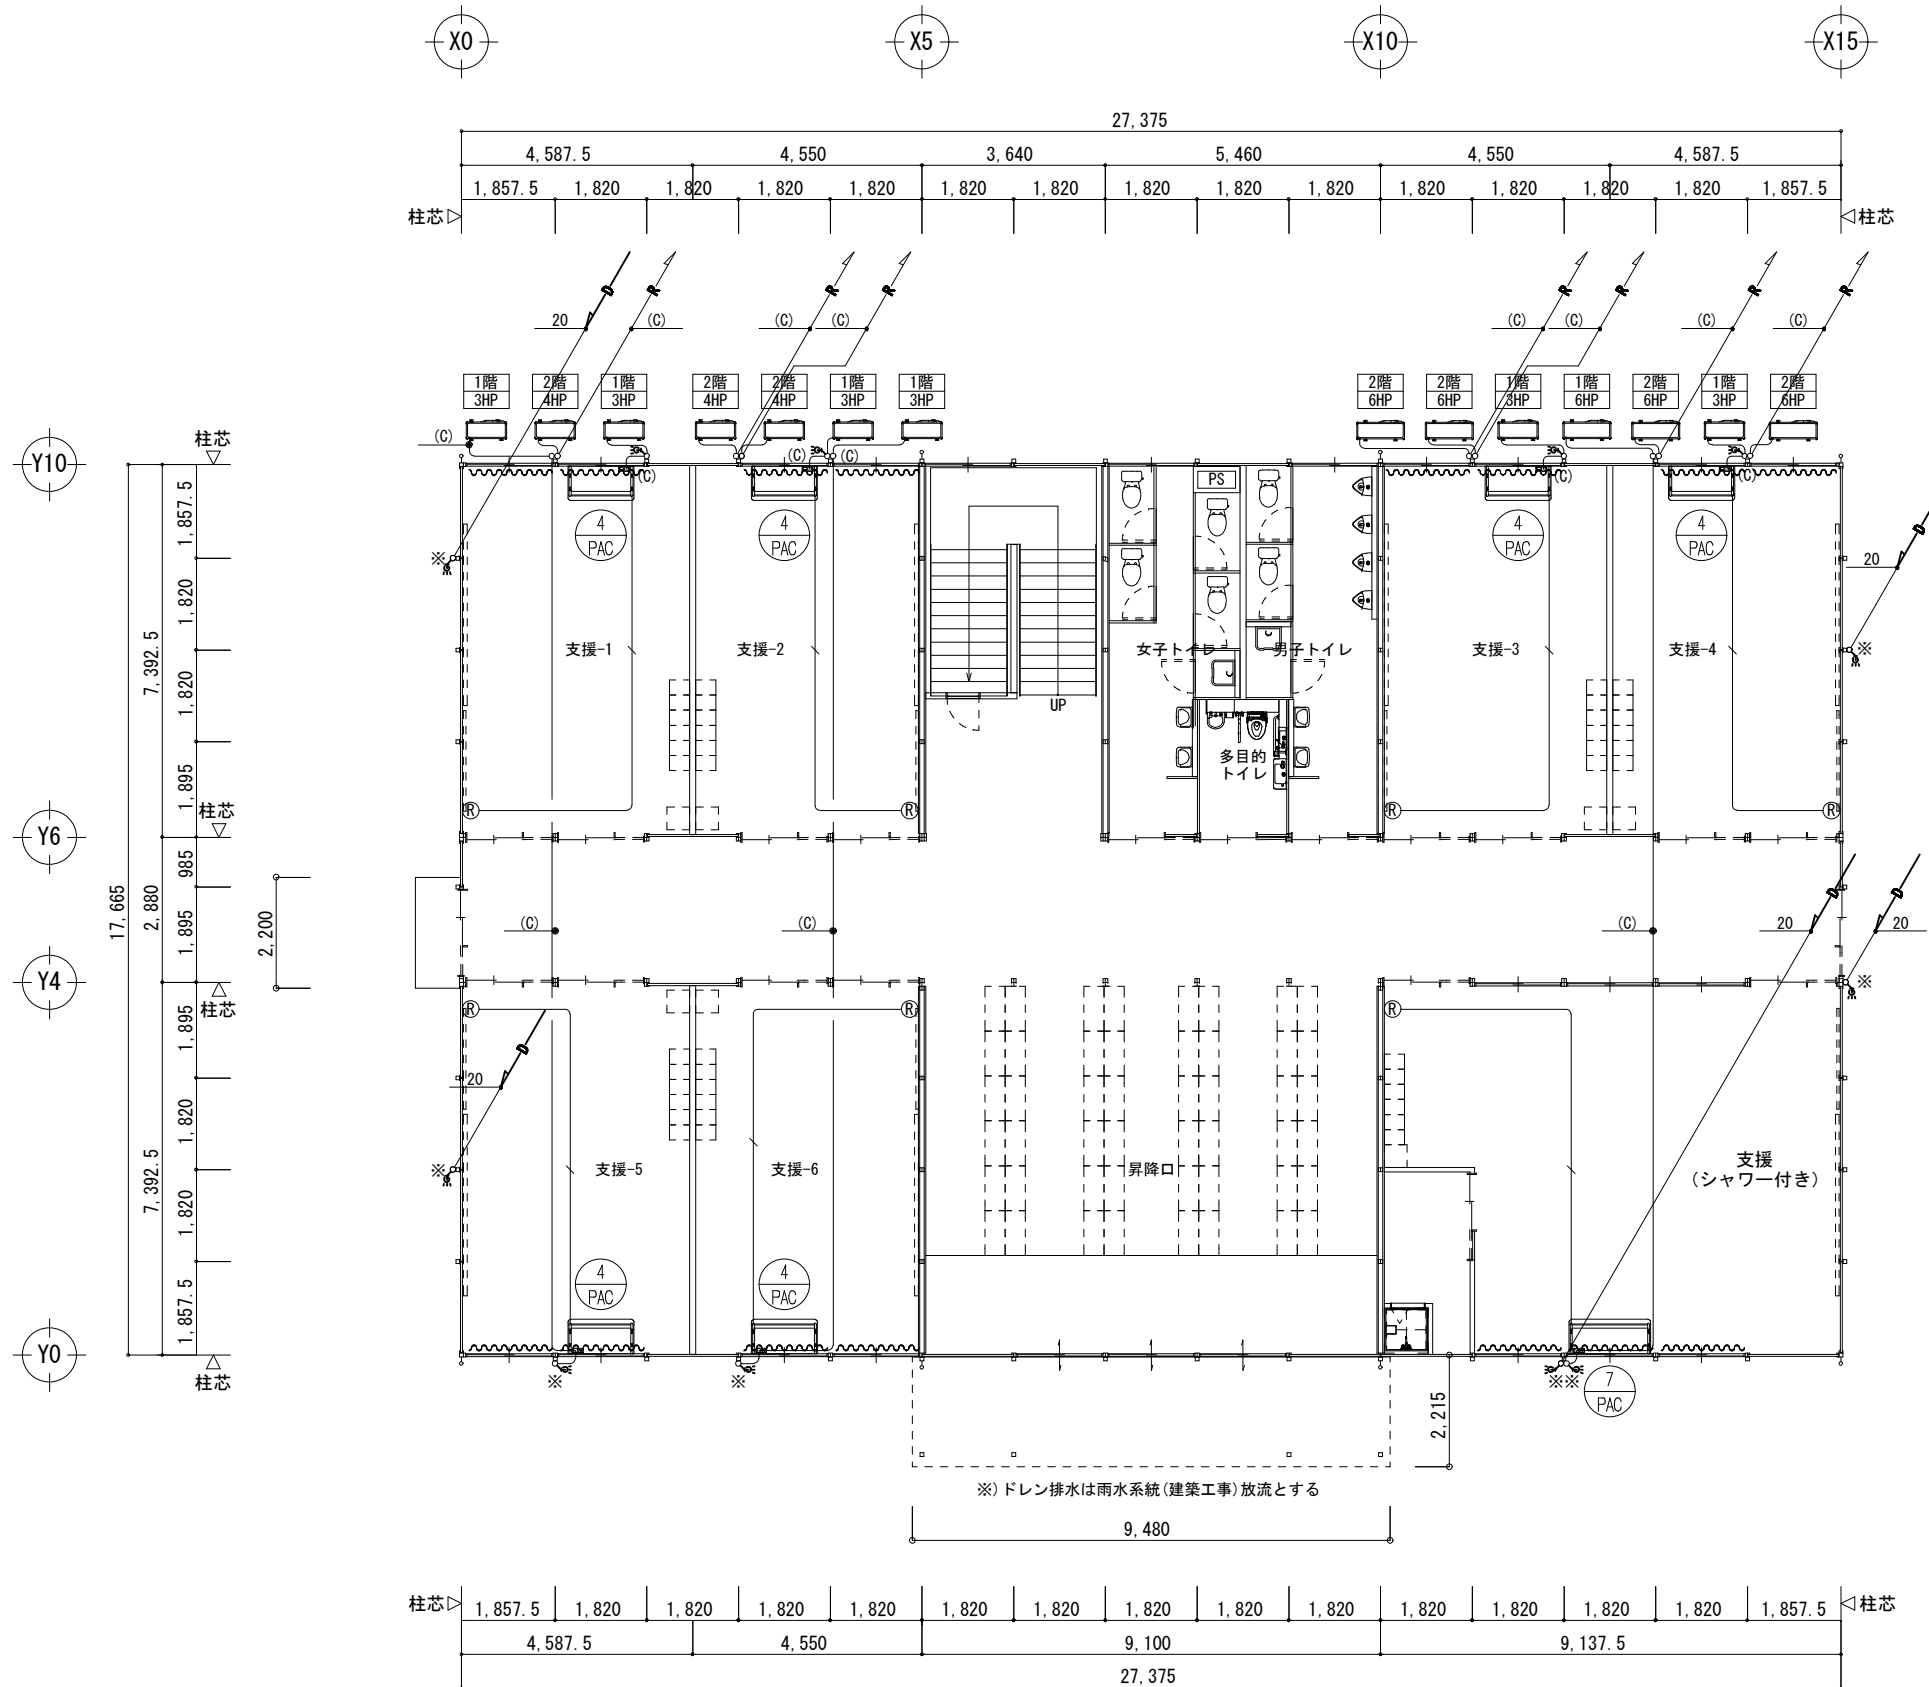 X0 X5 X10 X15
27,375
4,587.5 4,550 3,640 5,460 4,550 4,587.5
1,857.5 1,820 1,820 1,820 1,820 1,820 1,820 1,820 1,820 1,820 1,820 1,820 1,820 1,820 1,857.5
柱芯 柱芯
D R R R R R R R
20 (C) (C) (C) (C) (C) (C) (C)
1階 2階 1階 2階 2階 1階 1階 2階 2階 1階 1階 2階 1階 2階
3HP 4HP 3HP 4HP 4HP 3HP 3HP 6HP 6HP 3HP 6HP 6HP 3HP 6HP
柱芯 (C)
Y10
(C) (C) (C) (C) (C)
PS
4 4 4 4
PAC PAC PAC PAC
※
D
20
1,857.5
1,820
7,392.5
1,820
1,895
支援-1 支援-2 女子トイレ 男子トイレ 支援-3 支援-4 ※
UP
多目的
トイレ
柱芯
R R R R
Y6
985
17,665 2,880 2,200
1,895
(C) (C) (C)
D D
20 20
Y4
柱芯
※
R R R
1,895
D
20
1,820
7,392.5
1,820
1,857.5
※ 支援-5 支援-6 昇降口 支援
(シャワー付き)
4 4
PAC PAC
Y0
柱芯
※ ※ ※※
7
PAC
2,215
※)ドレン排水は雨水系統(建築工事)放流とする
9,480
柱芯 柱芯
1,857.5 1,820 1,820 1,820 1,820 1,820 1,820 1,820 1,820 1,820 1,820 1,820 1,820 1,820 1,857.5
4,587.5 4,550 9,100 9,137.5
27,375